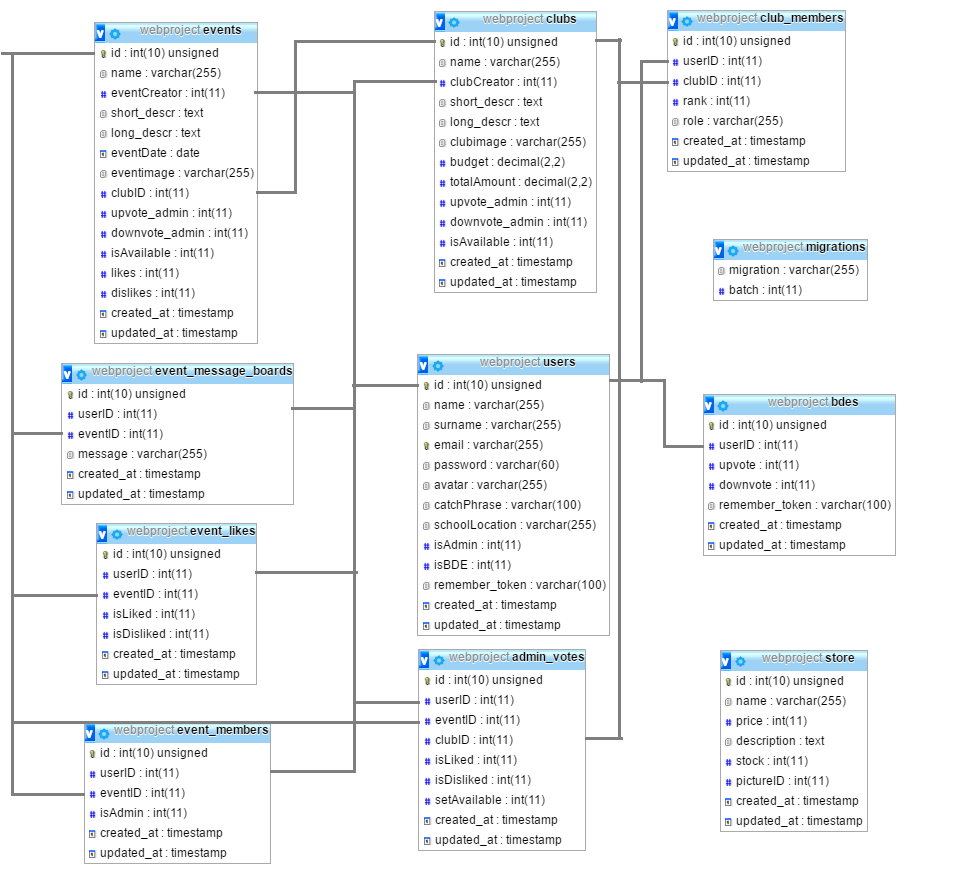 webproject events
id : int(10) unsigned
name : varchar(255)
eventCreator : int(11)
short_descr : text
long_descr : text
eventDate : date
eventimage : varchar(255)
clubID : int(11)
upvote_admin : int(11)
downvote_admin : int(11)
isAvailable : int(11)
likes : int(11)
dislikes : int(11)
created_at : timestamp
updated_at : timestamp
webproject clubs
id : int(10) unsigned
name : varchar(255)
clubCreator : int(11)
short_descr : text
long_descr : text
clubimage : varchar(255)
budget : decimal(2,2)
totalAmount : decimal(2,2)
upvote_admin : int(11)
downvote_admin : int(11)
isAvailable : int(11)
created_at : timestamp
updated_at : timestamp
webproject club_members
id : int(10) unsigned
userID : int(11)
clubID : int(11)
rank : int(11)
role : varchar(255)
created_at : timestamp
updated_at : timestamp
webproject migrations
migration : varchar(255)
batch : int(11)
webproject event_message_boards
id : int(10) unsigned
userID : int(11)
eventID : int(11)
message : varchar(255)
created_at : timestamp
updated_at : timestamp
webproject users
id : int(10) unsigned
name : varchar(255)
surname : varchar(255)
email : varchar(255)
password : varchar(60)
avatar : varchar(255)
catchPhrase : varchar(100)
schoolLocation : varchar(255)
isAdmin : int(11)
isBDE : int(11)
remember_token : varchar(100)
created_at : timestamp
updated_at : timestamp
webproject bdes
id : int(10) unsigned
userID : int(11)
upvote : int(11)
downvote : int(11)
remember_token : varchar(100)
created_at : timestamp
updated_at : timestamp
webproject event_likes
id : int(10) unsigned
userID : int(11)
eventID : int(11)
isLiked : int(11)
isDisliked : int(11)
created_at : timestamp
updated_at : timestamp
webproject admin_votes
id : int(10) unsigned
userID : int(11)
eventID : int(11)
clubID : int(11)
isLiked : int(11)
isDisliked : int(11)
setAvailable : int(11)
created_at : timestamp
updated_at : timestamp
webproject store
id : int(10) unsigned
name : varchar(255)
price : int(11)
description : text
stock : int(11)
pictureID : int(11)
created_at : timestamp
updated_at : timestamp
webproject event_members
id : int(10) unsigned
userID : int(11)
eventID : int(11)
isAdmin : int(11)
created_at : timestamp
updated_at : timestamp